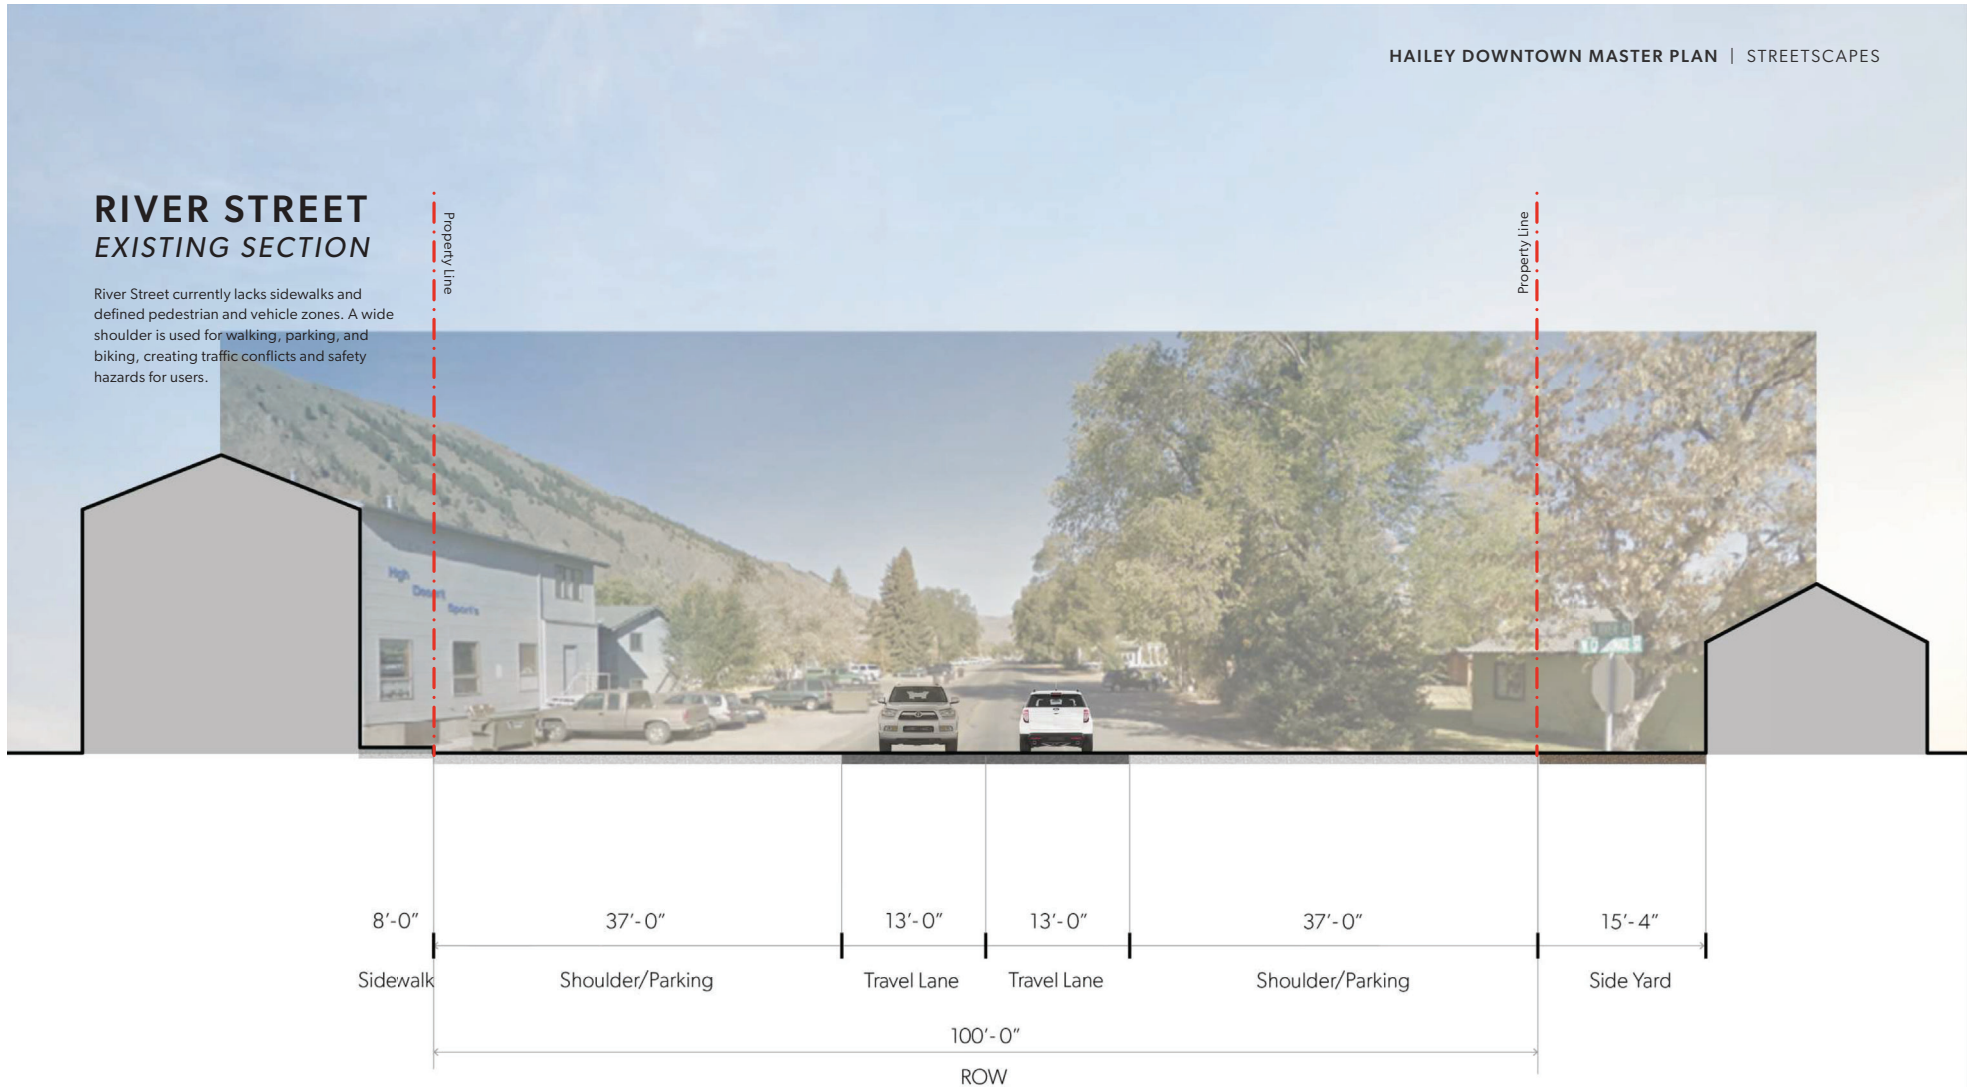 HAILEY DOWNTOWN MASTER PLAN | STREETSCAPES
RIVER STREET
EXISTING SECTION
River Street currently lacks sidewalks and
defined pedestrian and vehicle zones. A wide
shoulder is used for walking, parking, and
biking, creating traffic conflicts and safety
hazards for users.
Property Line
Property Line
High
Desert
Sports
8'-0" 37'-0" 13'-0" 13'-0" 37'-0" 15'-4"
Sidewalk Shoulder/Parking Travel Lane Travel Lane Shoulder/Parking Side Yard
100'-0"
ROW